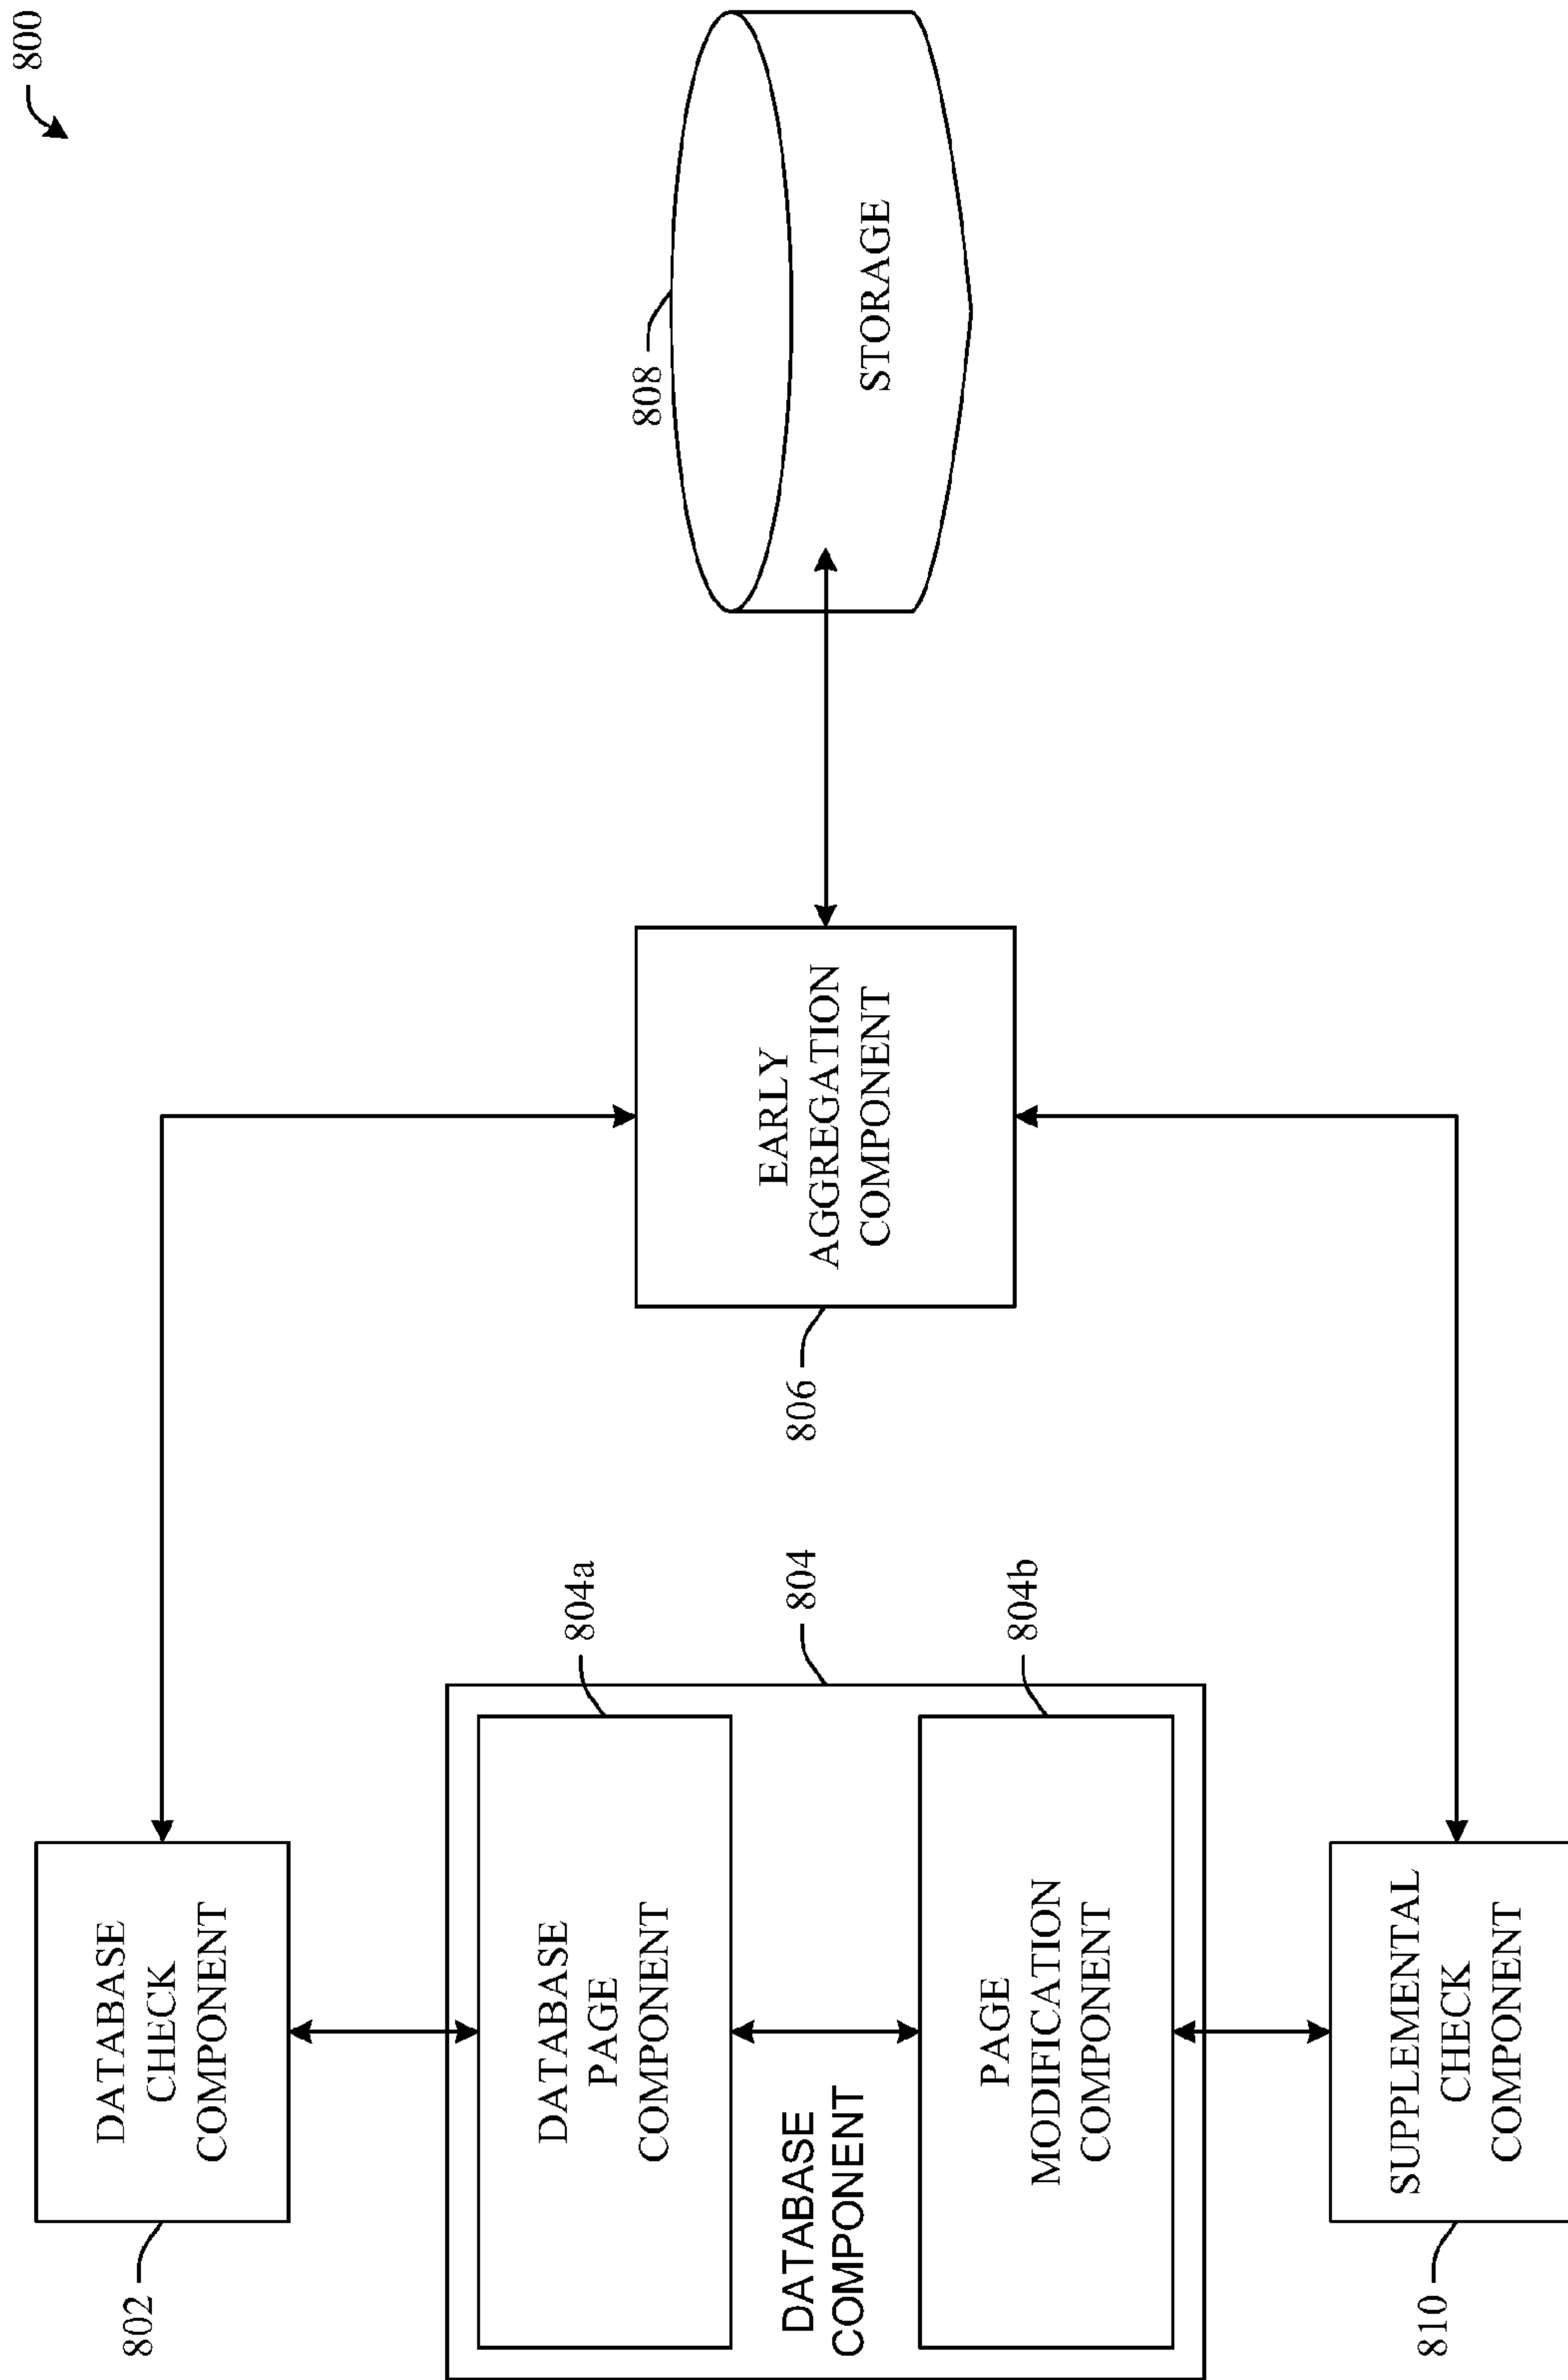 800
802
DATABASE
CHECK
COMPONENT
804a
DATABASE
PAGE
COMPONENT
804
DATABASE
COMPONENT
804b
PAGE
MODIFICATION
COMPONENT
810
SUPPLEMENTAL
CHECK
COMPONENT
806
EARLY
AGGREGATION
COMPONENT
808
STORAGE